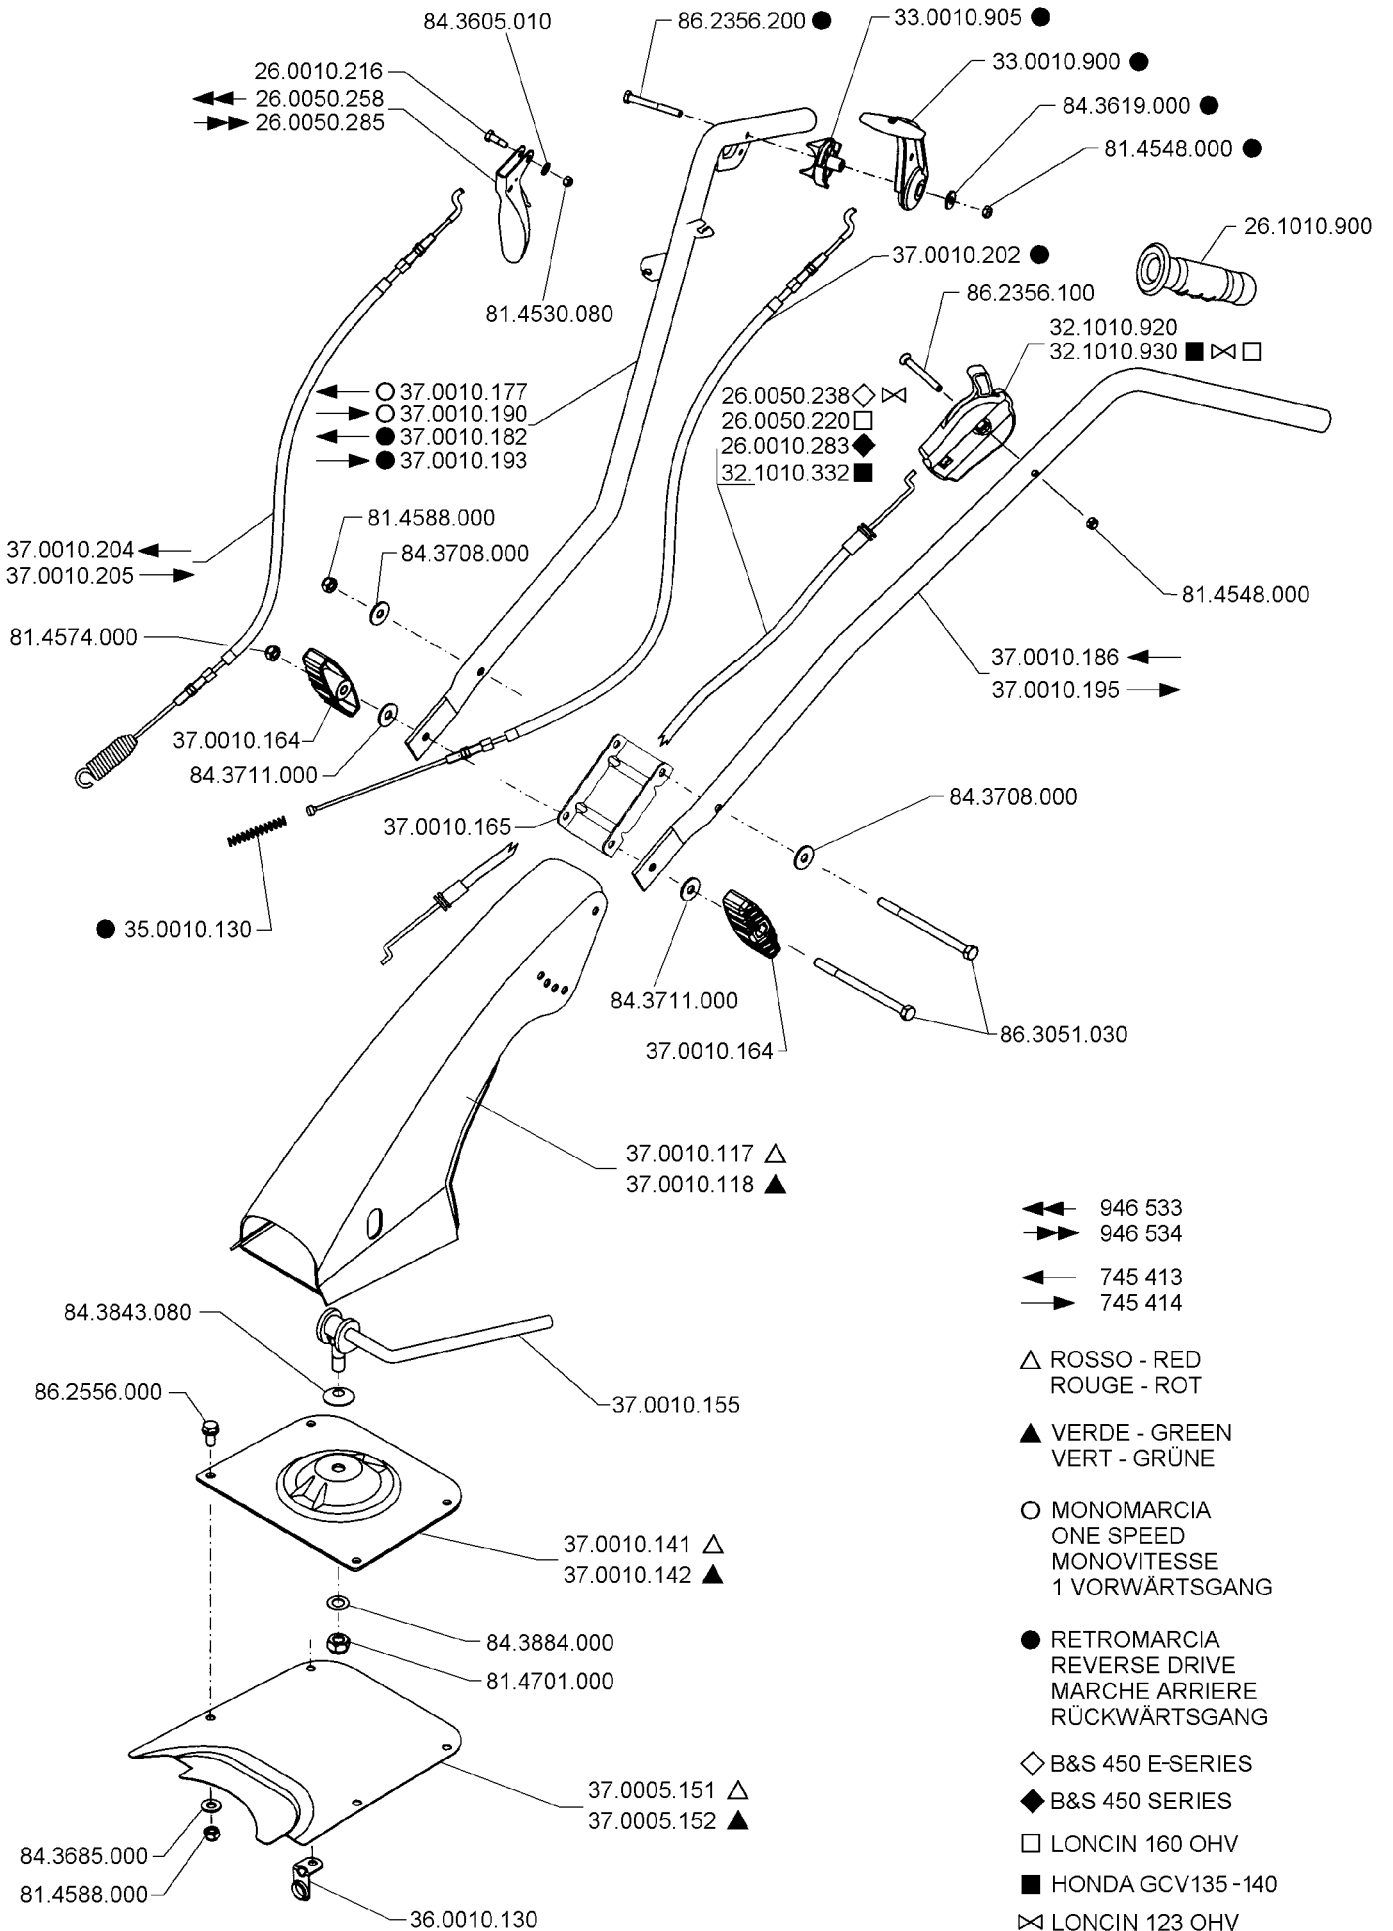 84.3605.010
86.2356.200 ●
33.0010.905 ●
33.0010.900 ●
26.0010.216
26.0050.258
26.0050.285
84.3619.000 ●
81.4548.000 ●
26.1010.900
37.0010.202 ●
86.2356.100
81.4530.080
32.1010.920
32.1010.930 ■ ⋈ □
○ 37.0010.177
○ 37.0010.190
● 37.0010.182
● 37.0010.193
26.0050.238 ◇ ⋈
26.0050.220 □
26.0010.283 ◆
32.1010.332 ■
81.4588.000
84.3708.000
37.0010.204
37.0010.205
81.4548.000
81.4574.000
37.0010.186
37.0010.195
37.0010.164
84.3711.000
84.3708.000
37.0010.165
● 35.0010.130
84.3711.000
86.3051.030
37.0010.164
37.0010.117 △
37.0010.118 ▲
946 533
946 534
745 413
745 414
84.3843.080
86.2556.000
37.0010.155
△ ROSSO - RED
ROUGE - ROT
▲ VERDE - GREEN
VERT - GRÜNE
○ MONOMARCIA
ONE SPEED
MONOVITESSE
1 VORWÄRTSGANG
37.0010.141 △
37.0010.142 ▲
84.3884.000
81.4701.000
● RETROMARCIA
REVERSE DRIVE
MARCHE ARRIERE
RÜCKWÄRTSGANG
◇ B&S 450 E-SERIES
◆ B&S 450 SERIES
□ LONCIN 160 OHV
■ HONDA GCV135-140
⋈ LONCIN 123 OHV
37.0005.151 △
37.0005.152 ▲
84.3685.000
81.4588.000
36.0010.130